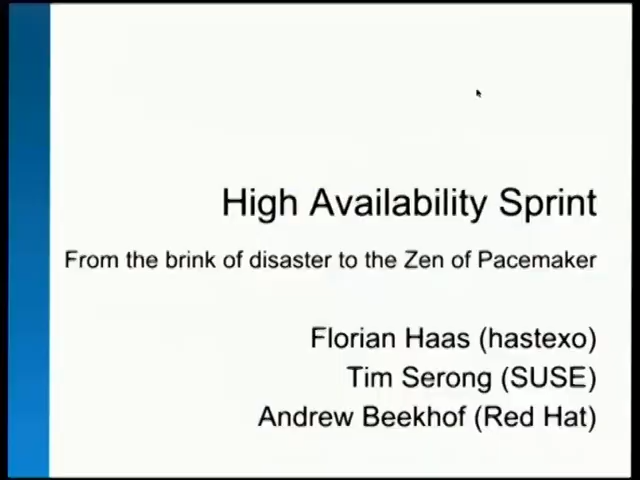 High Availability Sprint
From the brink of disaster to the Zen of Pacemaker
Florian Haas (hastexo)
Tim Serong (SUSE)
Andrew Beekhof (Red Hat)